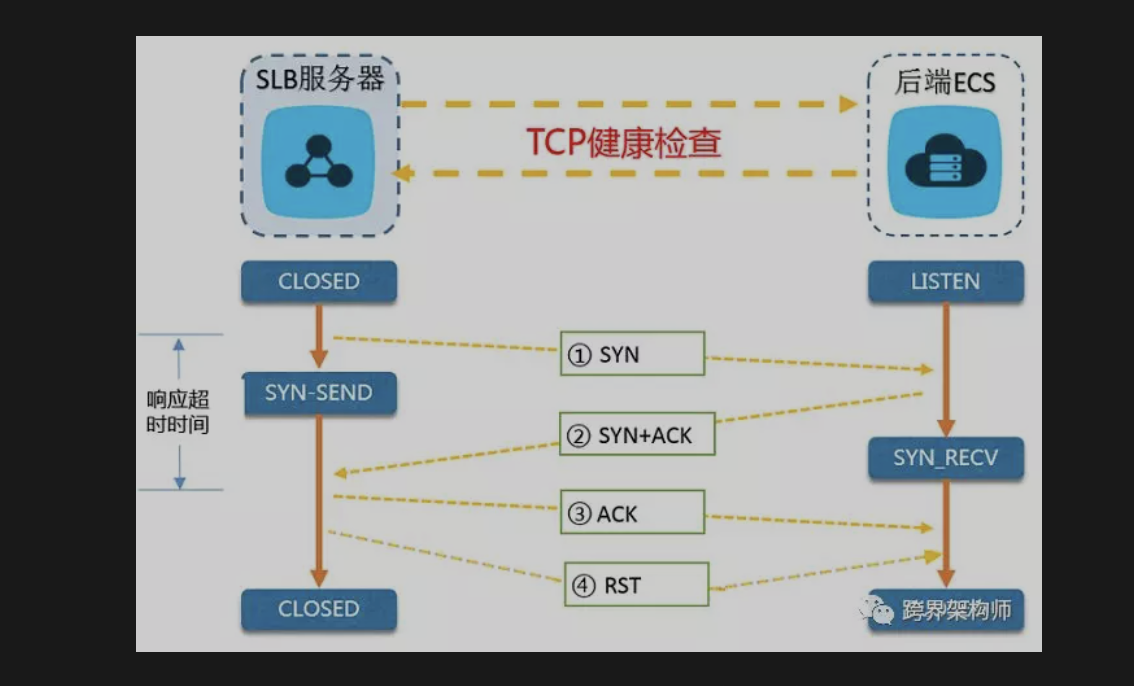 SLB服务器
后端ECS
TCP健康检查
CLOSED
LISTEN
① SYN
响应超
时时间
SYN-SEND
② SYN+ACK
SYN_RECV
③ ACK
④ RST
CLOSED
跨界架构师